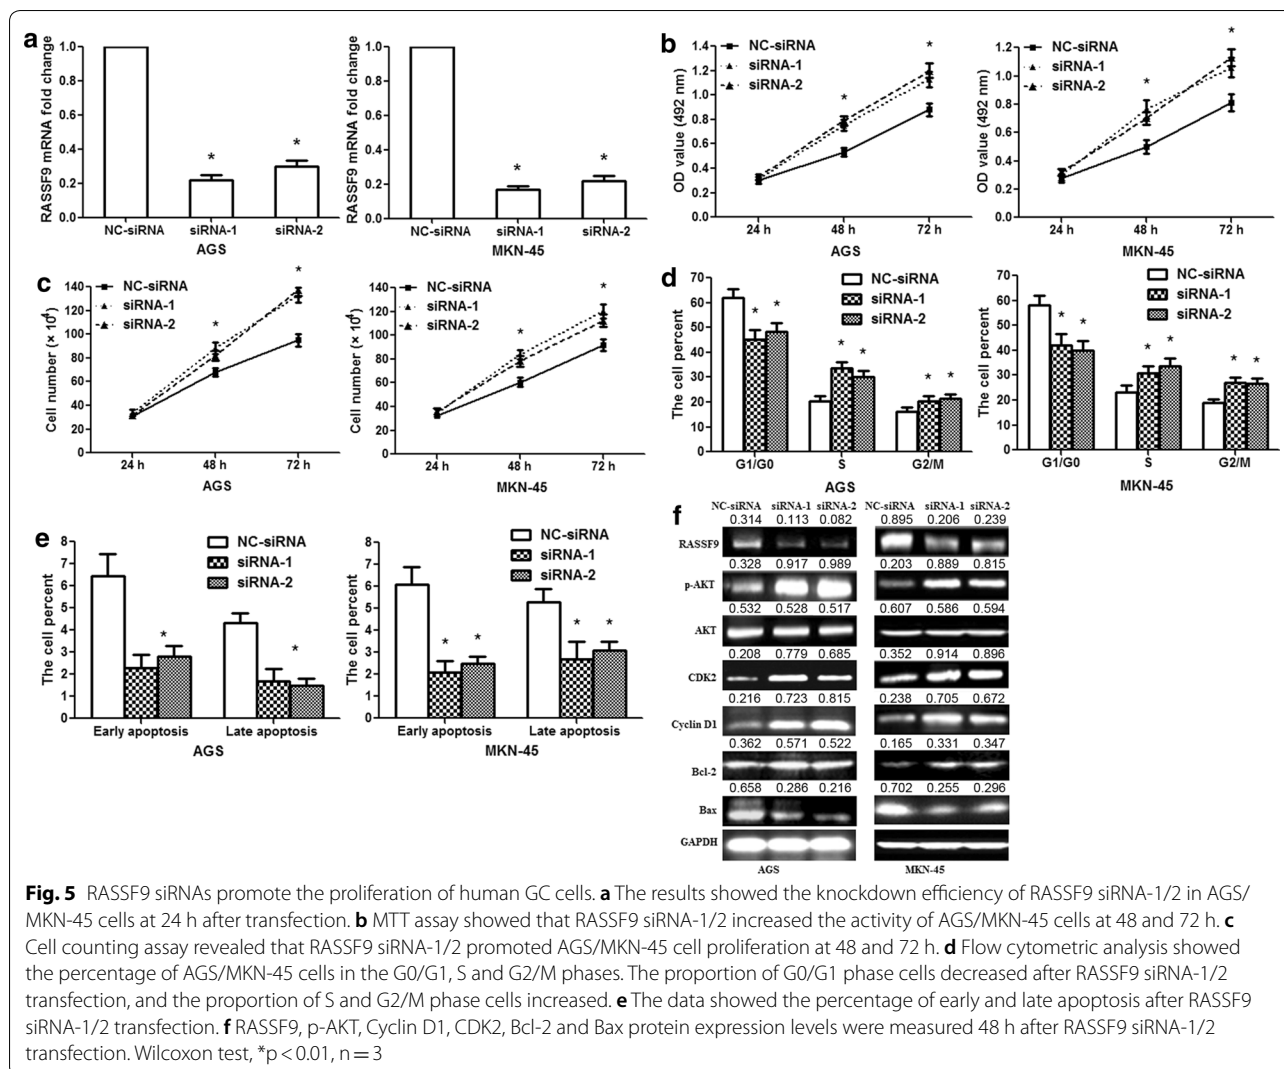 a
RASSF9 mRNA fold change
1.0
0.8
0.6
0.4
0.2
0.0
*
*
NC-siRNA siRNA-1 siRNA-2
AGS
RASSF9 mRNA fold change
1.0
0.8
0.6
0.4
0.2
0.0
*
*
NC-siRNA siRNA-1 siRNA-2
MKN-45
b
OD value (492 nm)
1.4
1.2
1.0
0.8
0.6
0.4
0.2
0.0
NC-siRNA
siRNA-1
siRNA-2
*
*
24 h 48 h 72 h
AGS
OD value (492 nm)
1.2
1.0
0.8
0.6
0.4
0.2
0.0
NC-siRNA
siRNA-1
siRNA-2
*
*
24 h 48 h 72 h
MKN-45
c
Cell number (× 10⁴)
140
120
100
80
60
40
20
0
NC-siRNA
siRNA-1
siRNA-2
*
*
24 h 48 h 72 h
AGS
Cell number (× 10⁴)
140
120
100
80
60
40
20
0
NC-siRNA
siRNA-1
siRNA-2
*
*
24 h 48 h 72 h
MKN-45
d
The cell percent
70
60
50
40
30
20
10
0
NC-siRNA
siRNA-1
siRNA-2
* *
* *
* *
G1/G0 S G2/M
AGS
The cell percent
70
60
50
40
30
20
10
0
NC-siRNA
siRNA-1
siRNA-2
* *
* *
* *
G1/G0 S G2/M
MKN-45
e
The cell percent
8
7
6
5
4
3
2
1
0
NC-siRNA
siRNA-1
siRNA-2
*
*
Early apoptosis Late apoptosis
AGS
The cell percent
8
7
6
5
4
3
2
1
0
NC-siRNA
siRNA-1
siRNA-2
* *
* *
Early apoptosis Late apoptosis
MKN-45
f
NC-siRNA siRNA-1 siRNA-2 NC-siRNA siRNA-1 siRNA-2
0.314 0.113 0.082 0.895 0.206 0.239
RASSF9
0.328 0.917 0.989 0.203 0.889 0.815
p-AKT
0.532 0.528 0.517 0.607 0.586 0.594
AKT
0.208 0.779 0.685 0.352 0.914 0.896
CDK2
0.216 0.723 0.815 0.238 0.705 0.672
Cyclin D1
0.362 0.571 0.522 0.165 0.331 0.347
Bcl-2
0.658 0.286 0.216 0.702 0.255 0.296
Bax
GAPDH
AGS MKN-45
Fig. 5 RASSF9 siRNAs promote the proliferation of human GC cells. a The results showed the knockdown efficiency of RASSF9 siRNA-1/2 in AGS/
MKN-45 cells at 24 h after transfection. b MTT assay showed that RASSF9 siRNA-1/2 increased the activity of AGS/MKN-45 cells at 48 and 72 h. c
Cell counting assay revealed that RASSF9 siRNA-1/2 promoted AGS/MKN-45 cell proliferation at 48 and 72 h. d Flow cytometric analysis showed
the percentage of AGS/MKN-45 cells in the G0/G1, S and G2/M phases. The proportion of G0/G1 phase cells decreased after RASSF9 siRNA-1/2
transfection, and the proportion of S and G2/M phase cells increased. e The data showed the percentage of early and late apoptosis after RASSF9
siRNA-1/2 transfection. f RASSF9, p-AKT, Cyclin D1, CDK2, Bcl-2 and Bax protein expression levels were measured 48 h after RASSF9 siRNA-1/2
transfection. Wilcoxon test, *p < 0.01, n = 3